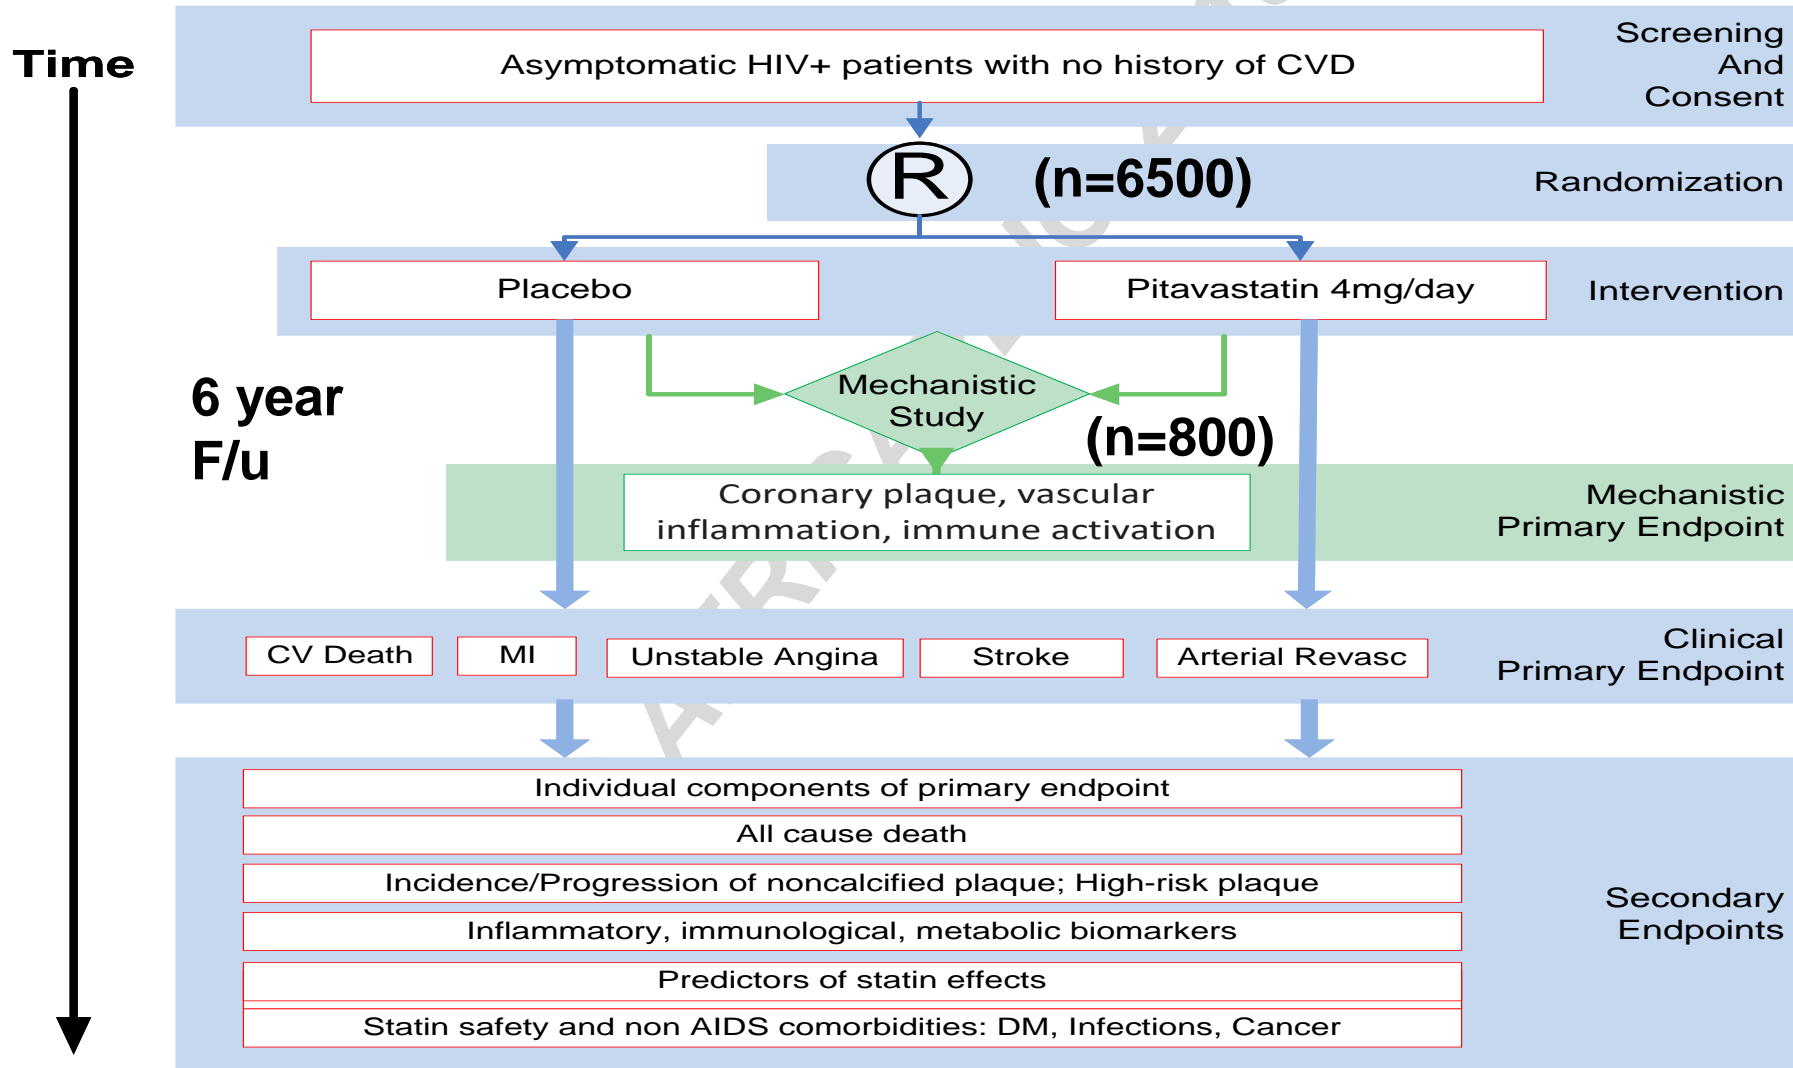 Time
Asymptomatic HIV+ patients with no history of CVD
Screening
And
Consent
R
(n=6500)
Randomization
Placebo
Pitavastatin 4mg/day
Intervention
6 year
F/u
Mechanistic
Study
(n=800)
Coronary plaque, vascular
inflammation, immune activation
Mechanistic
Primary Endpoint
CV Death
MI
Unstable Angina
Stroke
Arterial Revasc
Clinical
Primary Endpoint
Individual components of primary endpoint
All cause death
Incidence/Progression of noncalcified plaque; High-risk plaque
Inflammatory, immunological, metabolic biomarkers
Predictors of statin effects
Statin safety and non AIDS comorbidities: DM, Infections, Cancer
Secondary
Endpoints